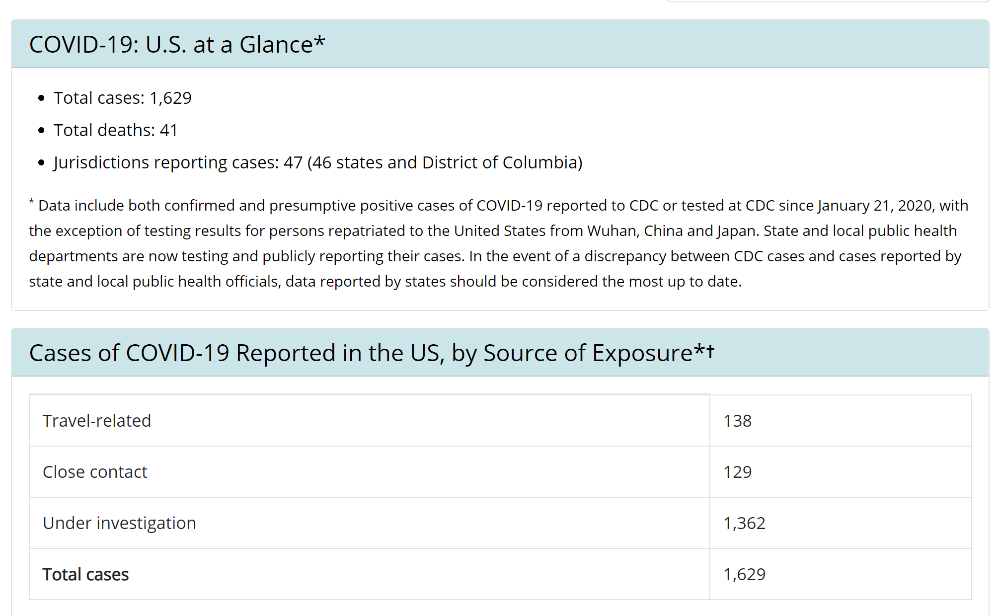 COVID-19: U.S. at a Glance*
• Total cases: 1,629
• Total deaths: 41
• Jurisdictions reporting cases: 47 (46 states and District of Columbia)
* Data include both confirmed and presumptive positive cases of COVID-19 reported to CDC or tested at CDC since January 21, 2020, with
the exception of testing results for persons repatriated to the United States from Wuhan, China and Japan. State and local public health
departments are now testing and publicly reporting their cases. In the event of a discrepancy between CDC cases and cases reported by
state and local public health officials, data reported by states should be considered the most up to date.
Cases of COVID-19 Reported in the US, by Source of Exposure*†
Travel-related 138
Close contact 129
Under investigation 1,362
Total cases 1,629